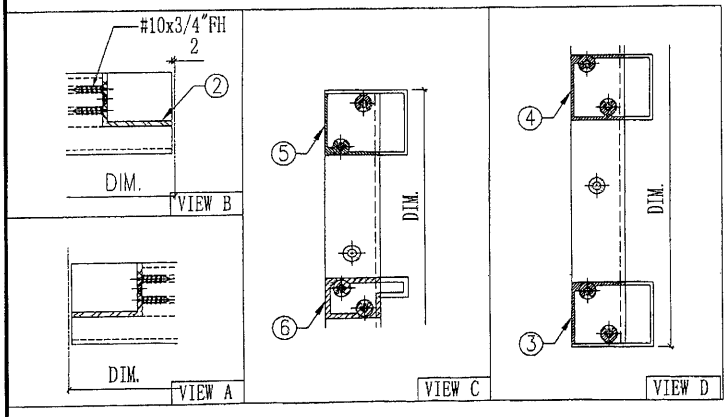 #10x3/4"FH
2
2
DIM.
VIEW B
DIM.
VIEW A
5
DIM.
6
VIEW C
4
DIM.
3
VIEW D